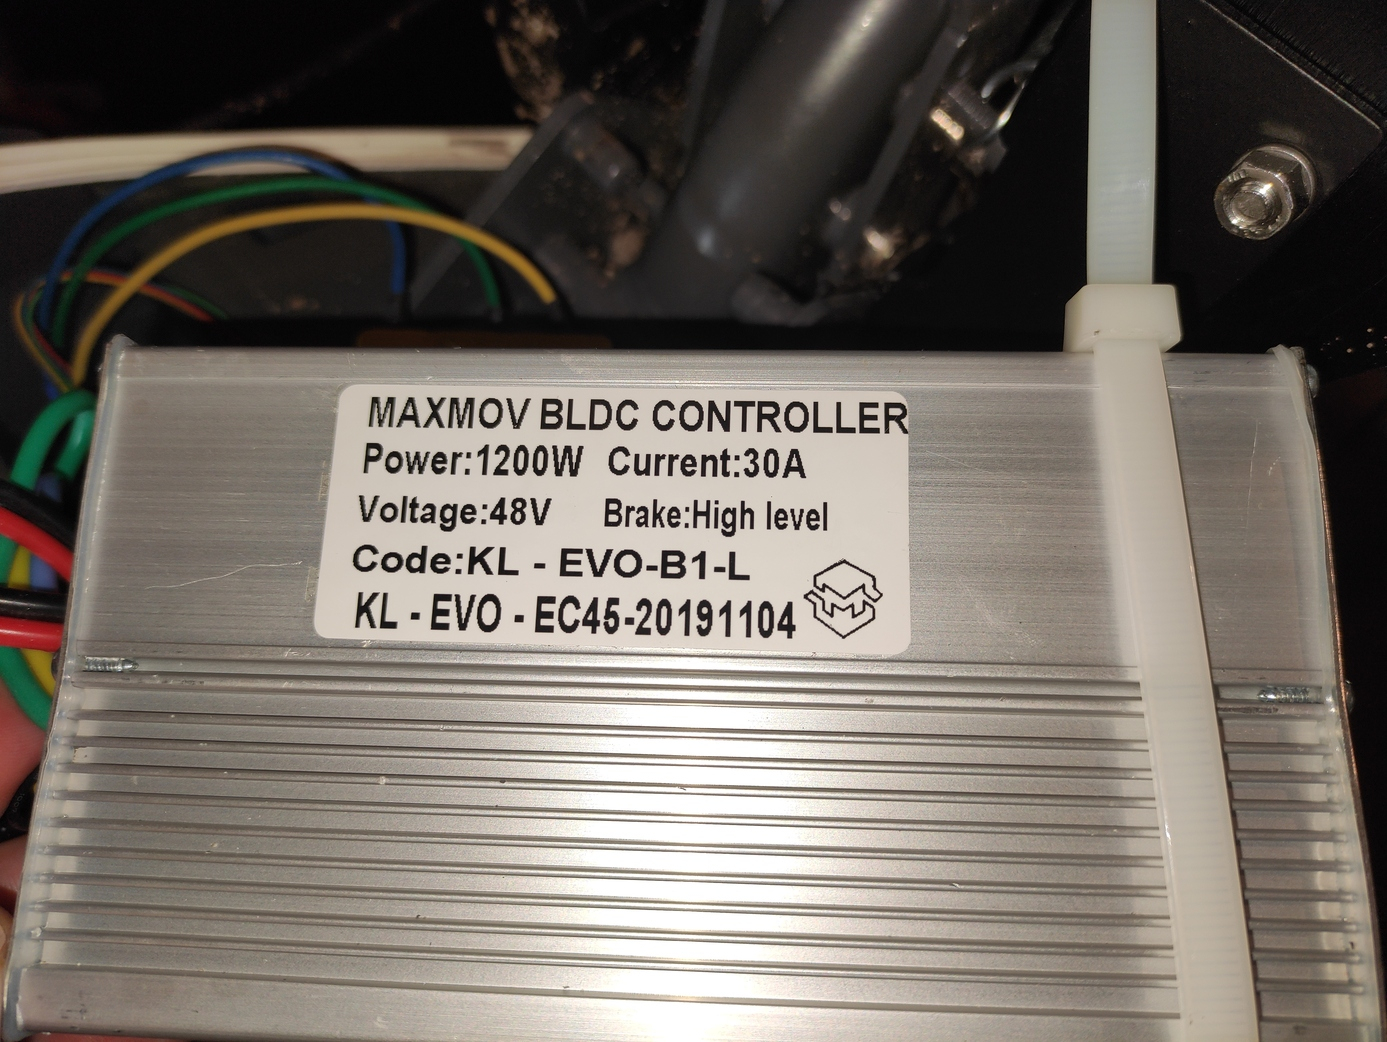 MAXMOV BLDC CONTROLLER
Power:1200W Current:30A
Voltage:48V Brake:High level
Code:KL - EVO-B1-L
KL - EVO - EC45-20191104